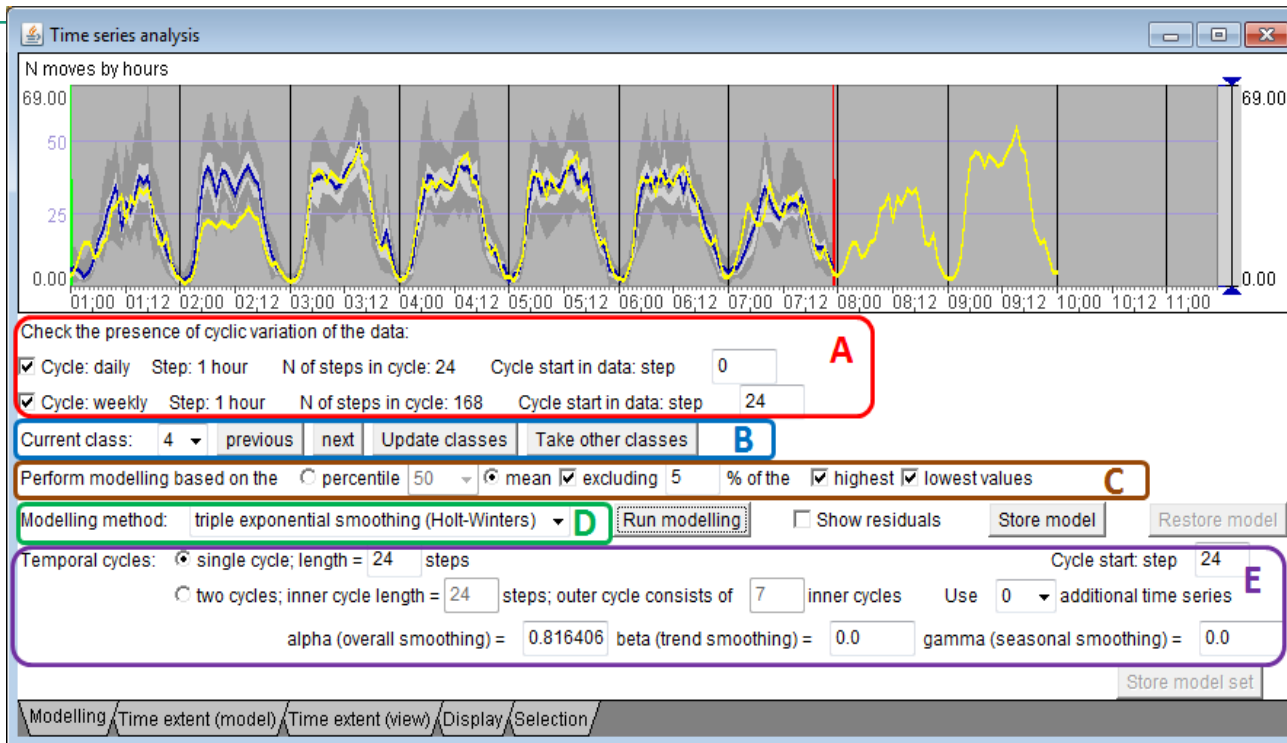 Time series analysis
N moves by hours
69.00
50
25
0.00
69.00
0.00
01:00 01:12 02:00 02:12 03:00 03:12 04:00 04:12 05:00 05:12 06:00 06:12 07:00 07:12 08:00 08:12 09:00 09:12 10:00 10:12 11:00
Check the presence of cyclic variation of the data:
A
Cycle: daily Step: 1 hour N of steps in cycle: 24 Cycle start in data: step 0
Cycle: weekly Step: 1 hour N of steps in cycle: 168 Cycle start in data: step 24
Current class: 4 previous next Update classes Take other classes B
Perform modelling based on the percentile 50 mean excluding 5 % of the highest lowest values C
Modelling method: triple exponential smoothing (Holt-Winters) D Run modelling Show residuals Store model Restore model
Temporal cycles: single cycle; length = 24 steps Cycle start: step 24 E
two cycles; inner cycle length = 24 steps; outer cycle consists of 7 inner cycles Use 0 additional time series
alpha (overall smoothing) = 0.816406 beta (trend smoothing) = 0.0 gamma (seasonal smoothing) = 0.0
Store model set
Modelling Time extent (model) Time extent (view) Display Selection